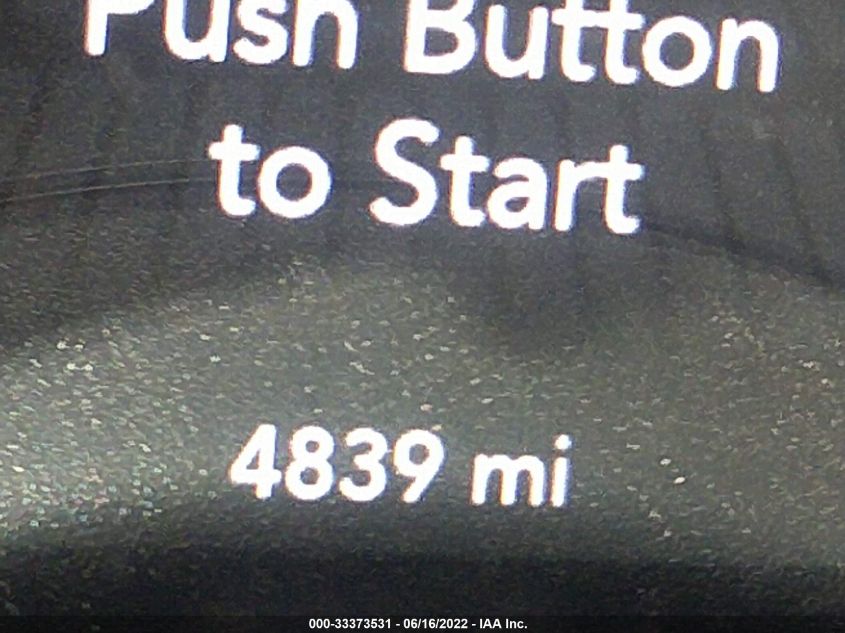 Push Button
to Start
4839 mi
000-33373531 - 06/16/2022 - IAA Inc.